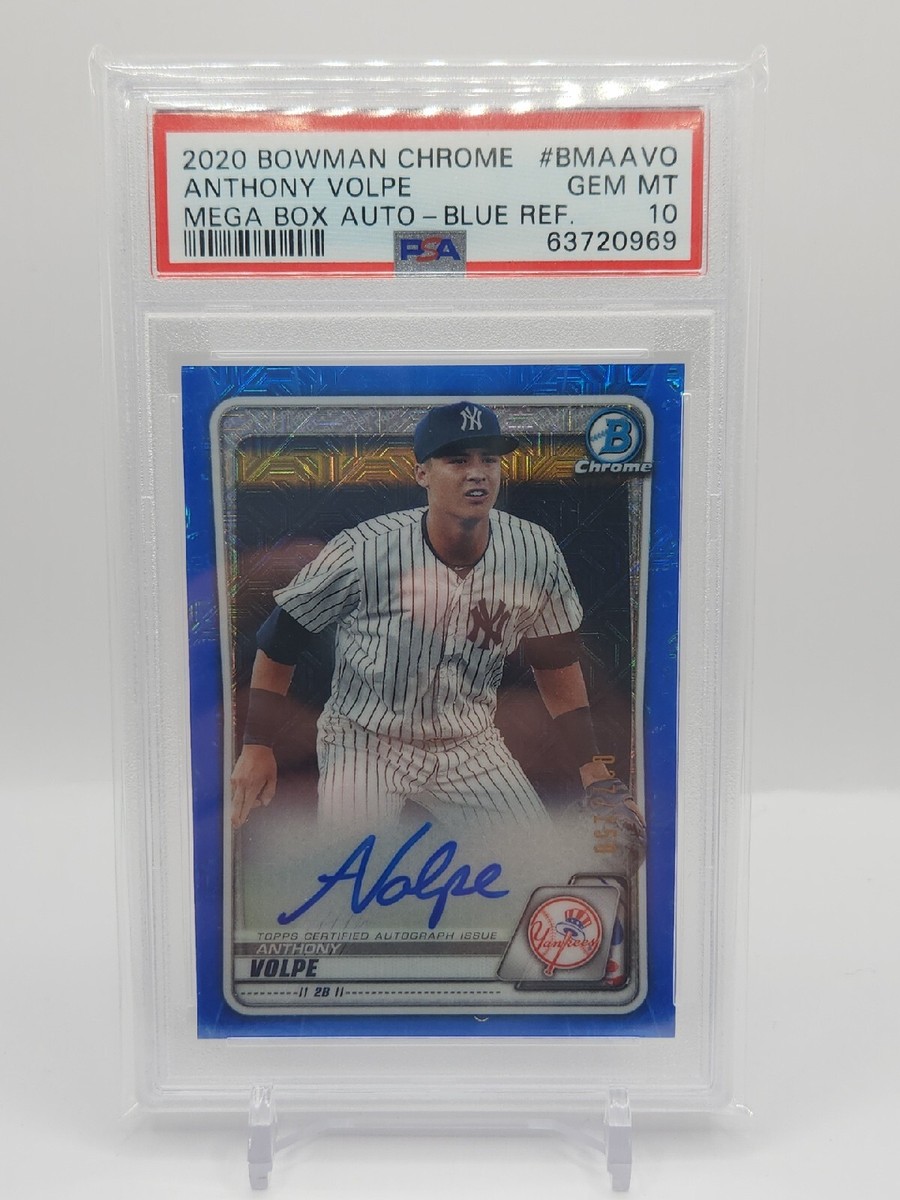 2020 BOWMAN CHROME #BMAAVO
ANTHONY VOLPE GEM MT
MEGA BOX AUTO – BLUE REF. 10
PSA 63720969
NY
B
Chrome
NY
AVolpe
TOPPS CERTIFIED AUTOGRAPH ISSUE
ANTHONY
VOLPE
2B
Yankees